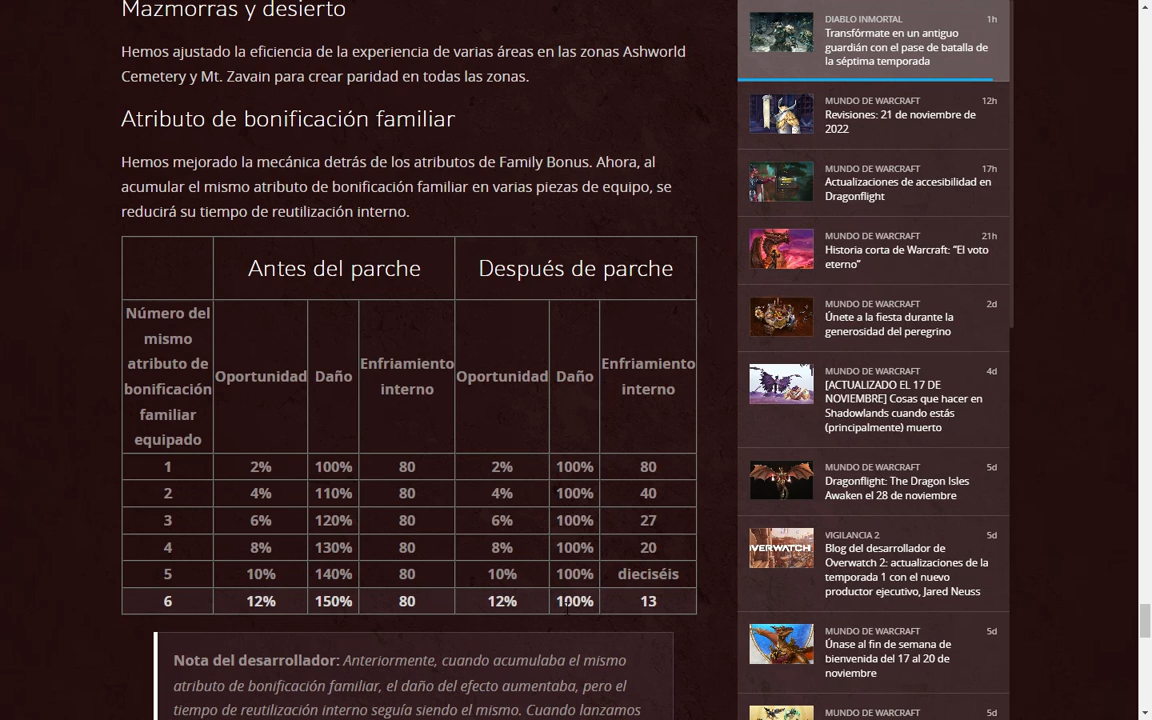 Mazmorras y desierto
Hemos ajustado la eficiencia de la experiencia de varias áreas en las zonas Ashworld
Cemetery y Mt. Zavain para crear paridad en todas las zonas.
Atributo de bonificación familiar
Hemos mejorado la mecánica detrás de los atributos de Family Bonus. Ahora, al
acumular el mismo atributo de bonificación familiar en varias piezas de equipo, se
reducirá su tiempo de reutilización interno.
Antes del parche Después de parche
Número del
mismo
atributo de
bonificación
familiar
equipado
Oportunidad Daño Enfriamiento
interno
Oportunidad Daño Enfriamiento
interno
1 2% 100% 80 2% 100% 80
2 4% 110% 80 4% 100% 40
3 6% 120% 80 6% 100% 27
4 8% 130% 80 8% 100% 20
5 10% 140% 80 10% 100% dieciséis
6 12% 150% 80 12% 100% 13
Nota del desarrollador: Anteriormente, cuando acumulaba el mismo
atributo de bonificación familiar, el daño del efecto aumentaba, pero el
tiempo de reutilización interno seguía siendo el mismo. Cuando lanzamos
DIABLO INMORTAL 1h
Transfórmate en un antiguo
guardián con el pase de batalla de
la séptima temporada
MUNDO DE WARCRAFT 12h
Revisiones: 21 de noviembre de
2022
MUNDO DE WARCRAFT 17h
Actualizaciones de accesibilidad en
Dragonflight
MUNDO DE WARCRAFT 21h
Historia corta de Warcraft: “El voto
eterno”
MUNDO DE WARCRAFT 2d
Únete a la fiesta durante la
generosidad del peregrino
MUNDO DE WARCRAFT 4d
[ACTUALIZADO EL 17 DE
NOVIEMBRE] Cosas que hacer en
Shadowlands cuando estás
(principalmente) muerto
MUNDO DE WARCRAFT 5d
Dragonflight: The Dragon Isles
Awaken el 28 de noviembre
VIGILANCIA 2 5d
Blog del desarrollador de
Overwatch 2: actualizaciones de la
temporada 1 con el nuevo
productor ejecutivo, Jared Neuss
OVERWATCH
MUNDO DE WARCRAFT 5d
Únase al fin de semana de
bienvenida del 17 al 20 de
noviembre
MUNDO DE WARCRAFT 5d